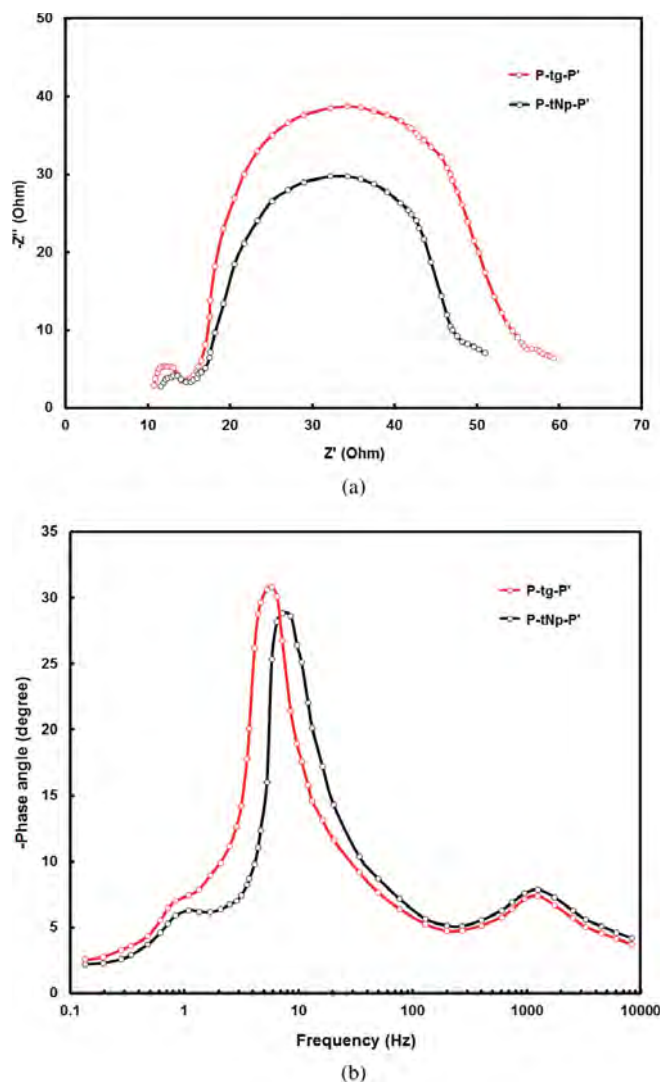 50
40
30
20
10
0
-Z'' (Ohm)
P-tg-P'
P-tNp-P'
0 10 20 30 40 50 60 70
Z' (Ohm)
(a)
35
30
25
20
15
10
5
0
-Phase angle (degree)
P-tg-P'
P-tNp-P'
0.1 1 10 100 1000 10000
Frequency (Hz)
(b)